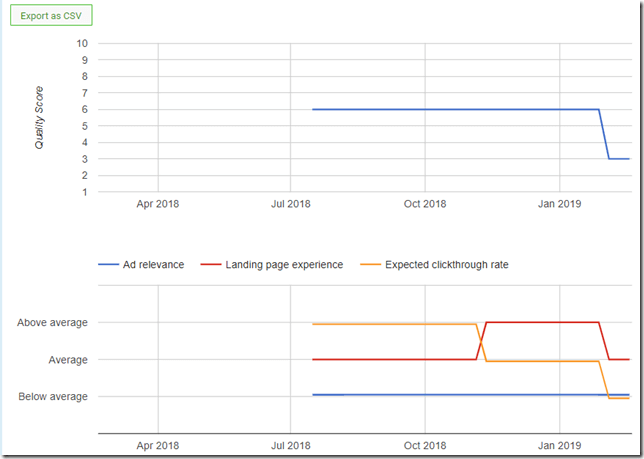 Export as CSV
Quality Score
10
9
8
7
6
5
4
3
2
1
Apr 2018 Jul 2018 Oct 2018 Jan 2019
Ad relevance Landing page experience Expected clickthrough rate
Above average
Average
Below average
Apr 2018 Jul 2018 Oct 2018 Jan 2019